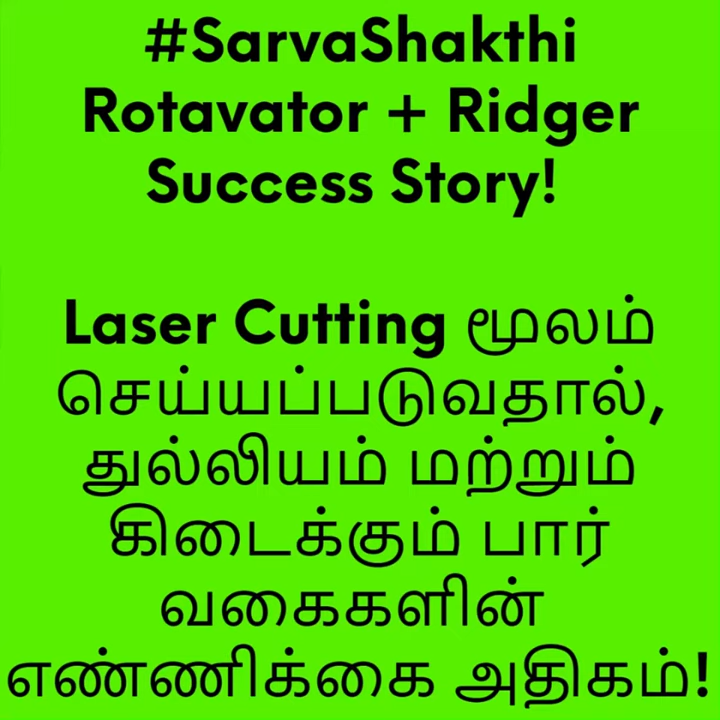 #SarvaShakthi
Rotavator + Ridger
Success Story!
Laser Cutting மூலம்
செய்யப்படுவதால்,
துல்லியம் மற்றும்
கிடைக்கும் பார்
வகைகளின்
எண்ணிக்கை அதிகம்!